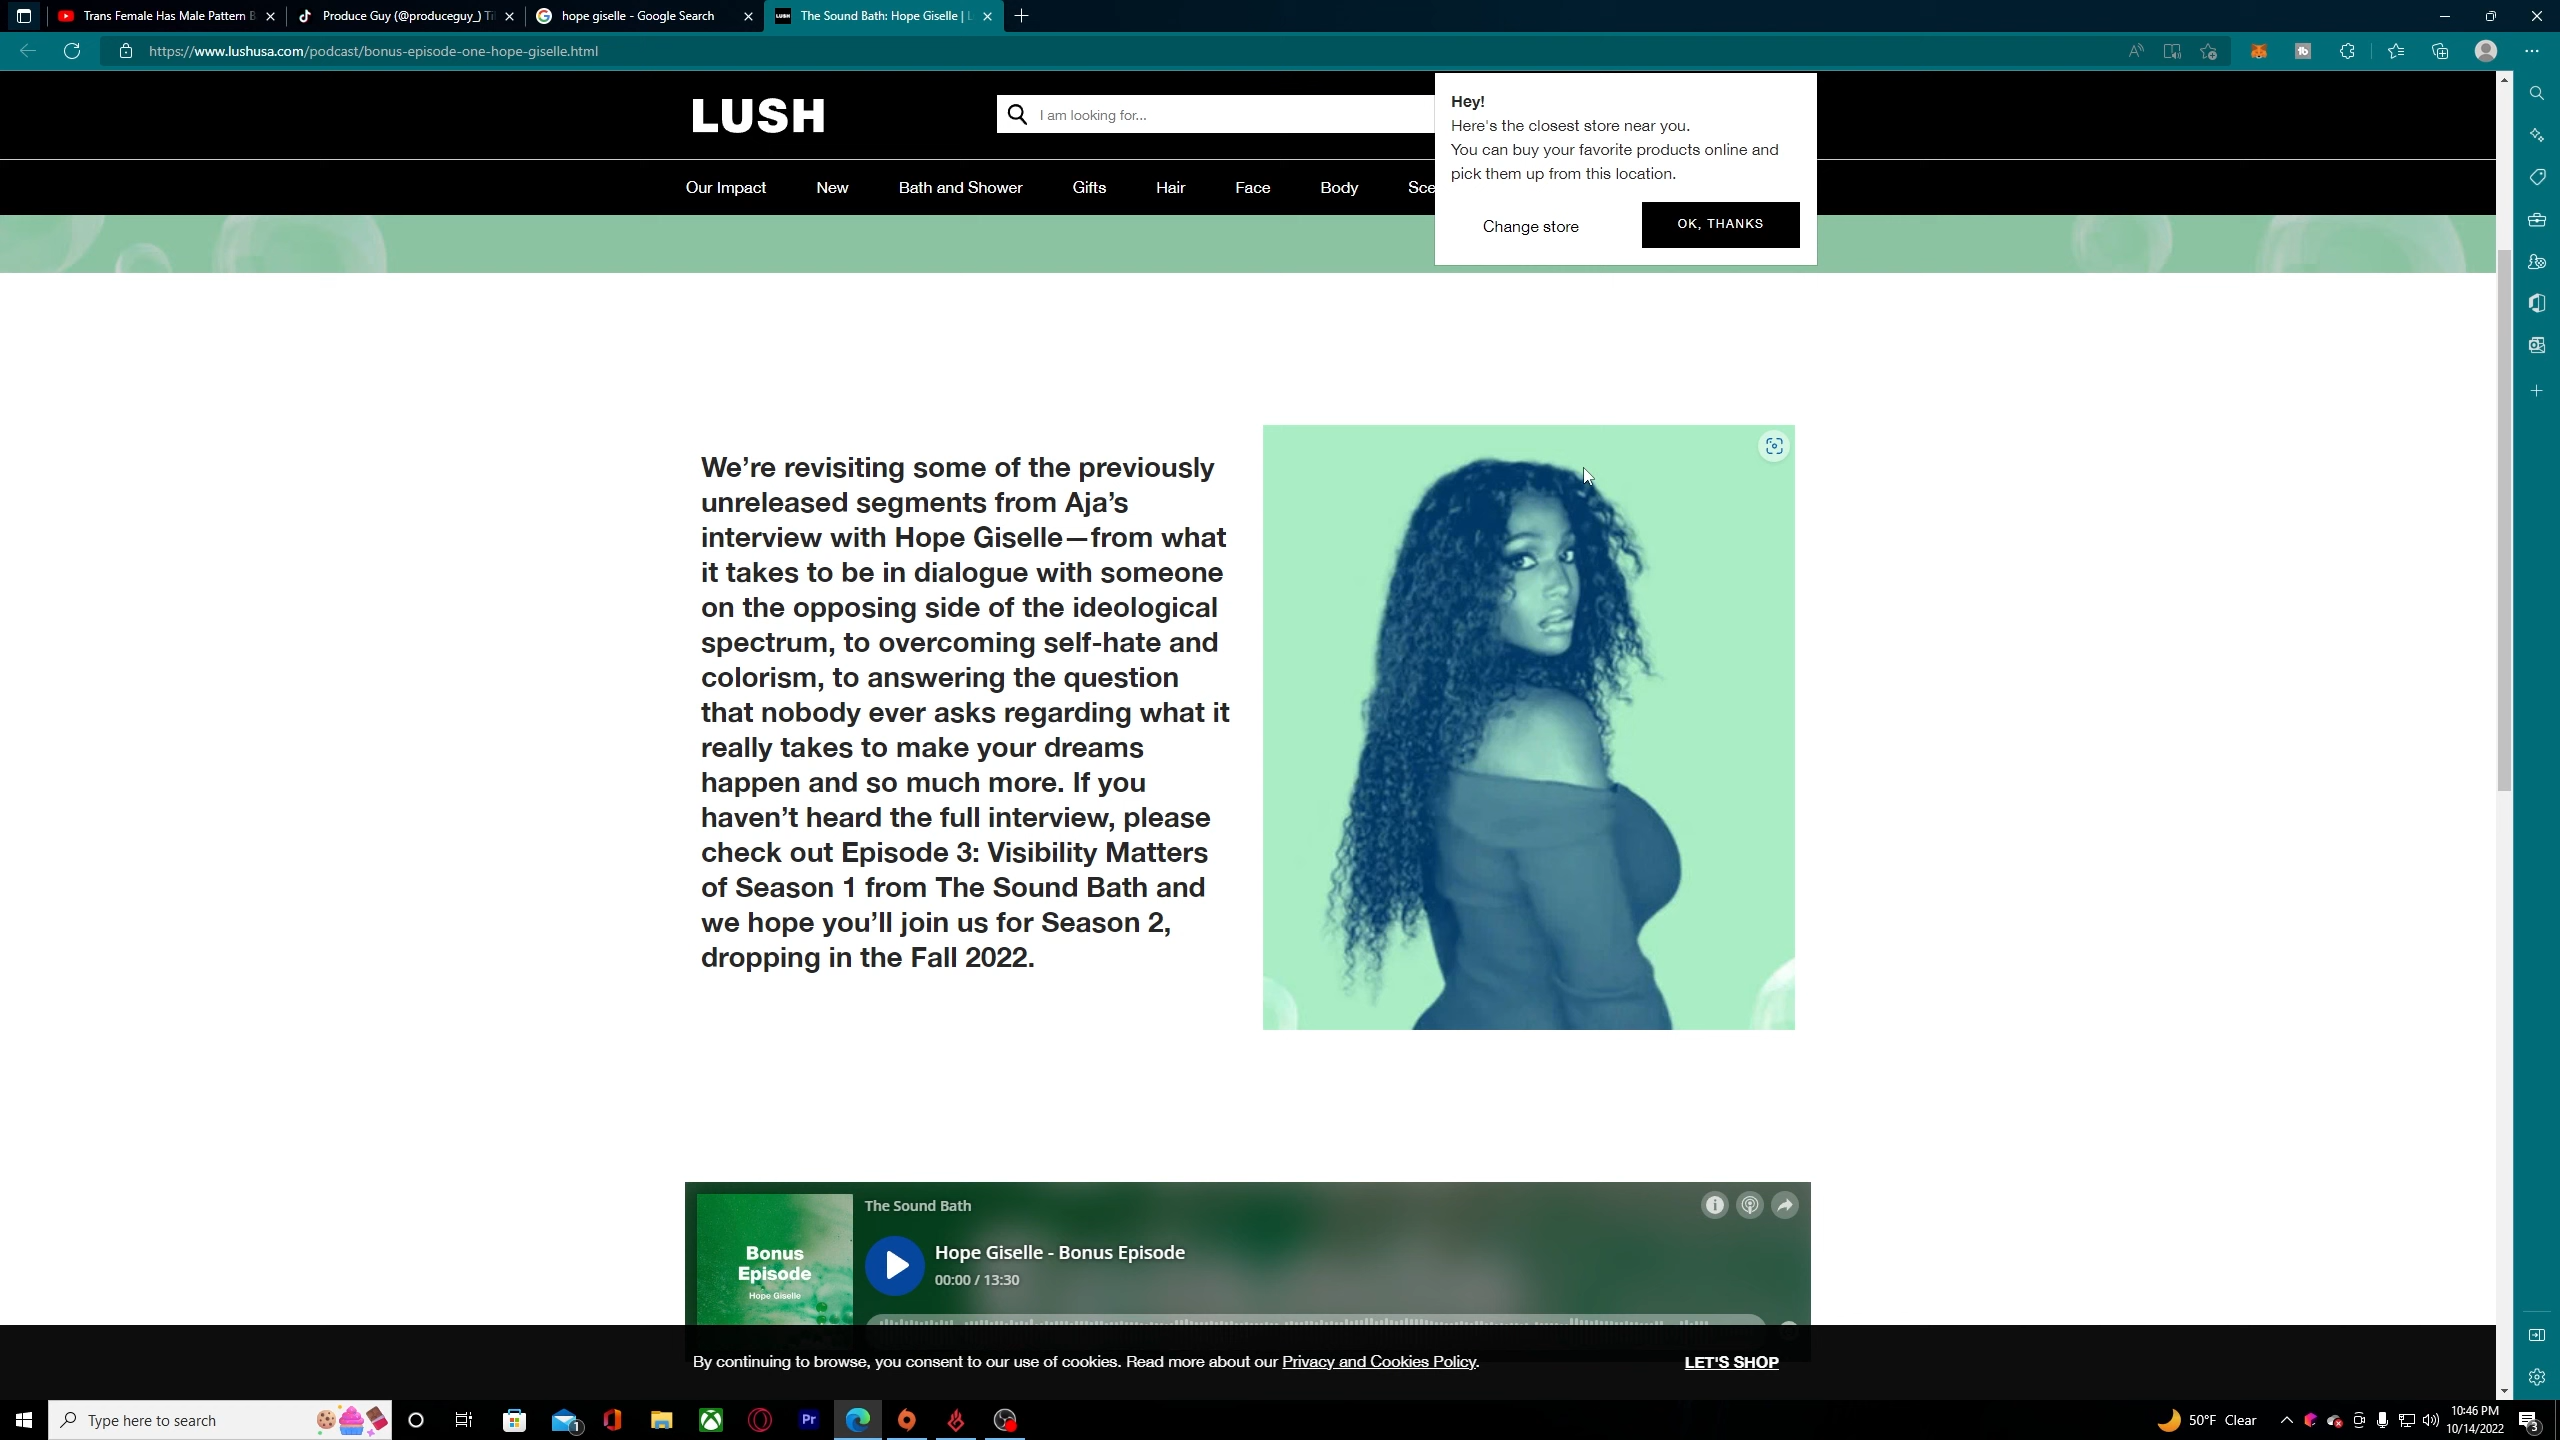 Trans Female Has Male Pattern B
Produce Guy (@produceguy_) Ti
hope giselle - Google Search
LUSH
The Sound Bath: Hope Giselle | L
https://www.lushusa.com/podcast/bonus-episode-one-hope-giselle.html
LUSH
I am looking for...
Hey!
Here's the closest store near you.
You can buy your favorite products online and
pick them up from this location.
Change store
OK, THANKS
Our Impact
New
Bath and Shower
Gifts
Hair
Face
Body
Sce
We're revisiting some of the previously
unreleased segments from Aja's
interview with Hope Giselle—from what
it takes to be in dialogue with someone
on the opposing side of the ideological
spectrum, to overcoming self-hate and
colorism, to answering the question
that nobody ever asks regarding what it
really takes to make your dreams
happen and so much more. If you
haven't heard the full interview, please
check out Episode 3: Visibility Matters
of Season 1 from The Sound Bath and
we hope you'll join us for Season 2,
dropping in the Fall 2022.
Bonus
Episode
Hope Giselle
The Sound Bath
Hope Giselle - Bonus Episode
00:00 / 13:30
By continuing to browse, you consent to our use of cookies. Read more about our Privacy and Cookies Policy.
LET'S SHOP
Type here to search
1
Pr
50°F Clear
10:46 PM
10/14/2022
3